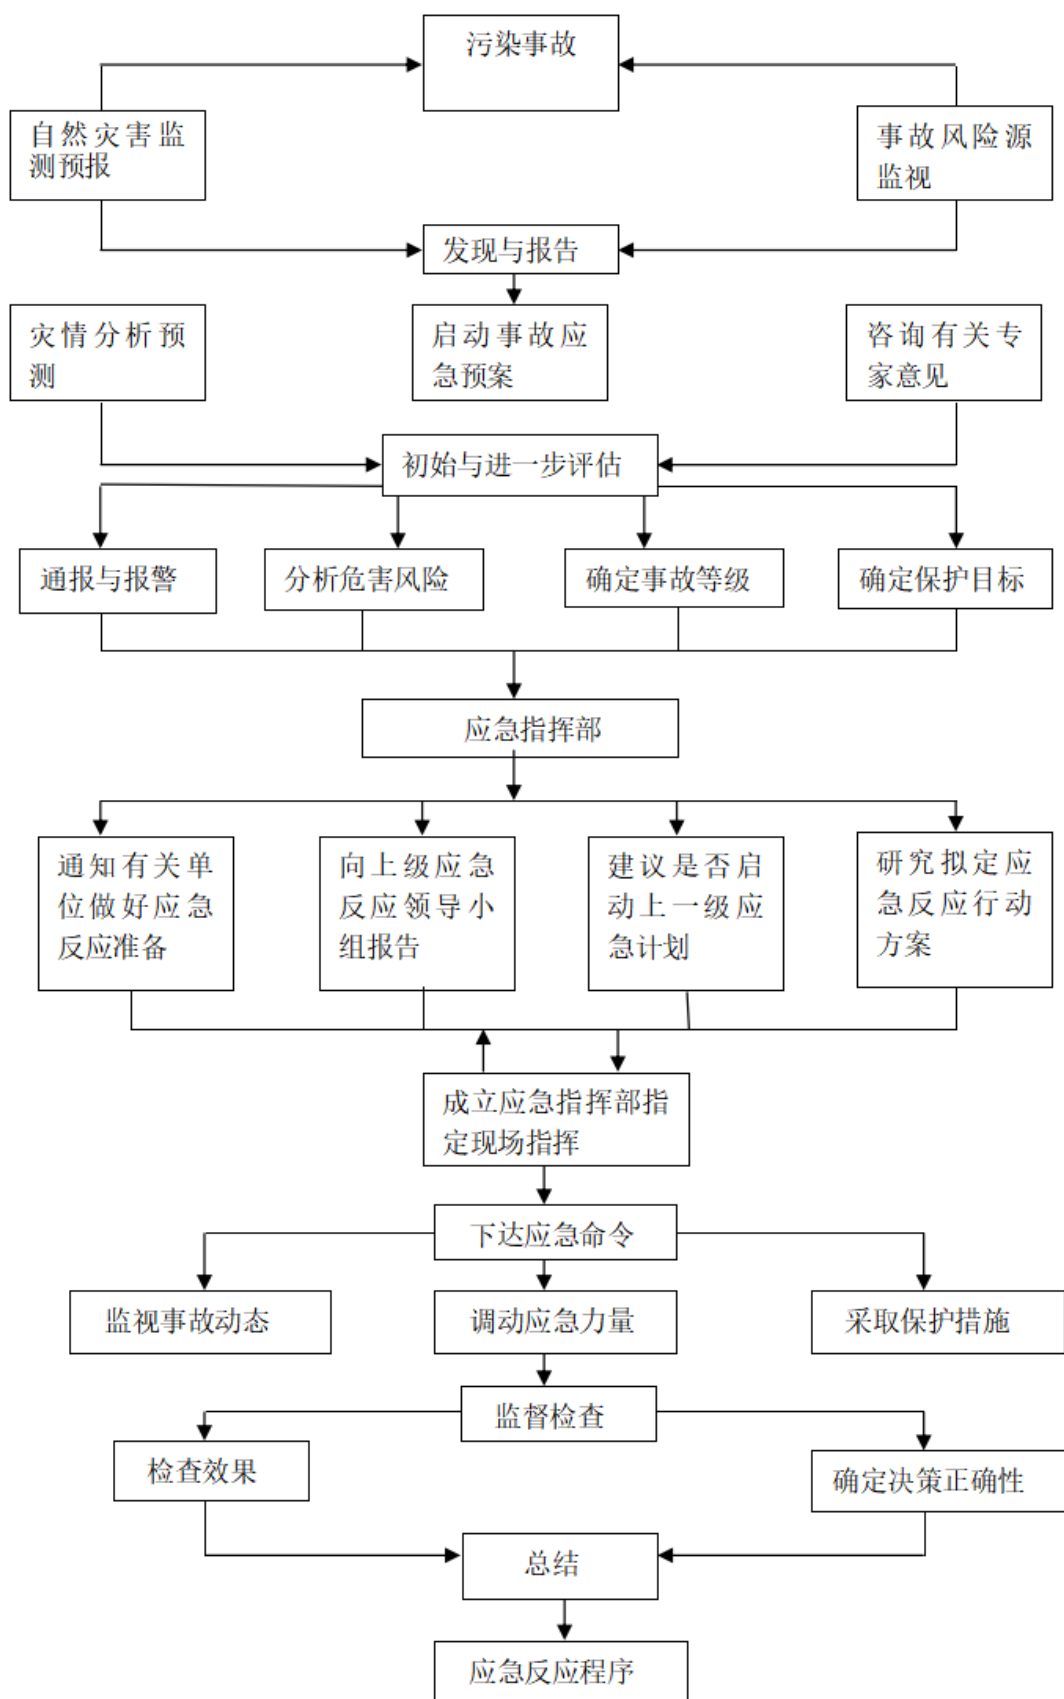 污染事故
自然灾害监
测预报
事故风险源
监视
发现与报告
灾情分析预
测
启动事故应
急预案
咨询有关专
家意见
初始与进一步评估
通报与报警
分析危害风险
确定事故等级
确定保护目标
应急指挥部
通知有关单
位做好应急
反应准备
向上级应急
反应领导小
组报告
建议是否启
动上一级应
急计划
研究拟定应
急反应行动
方案
成立应急指挥部指
定现场指挥
下达应急命令
监视事故动态
调动应急力量
采取保护措施
监督检查
检查效果
确定决策正确性
总结
应急反应程序